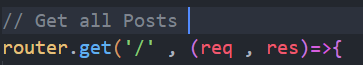 // Get all Posts
router.get('/' , (req , res)=>{